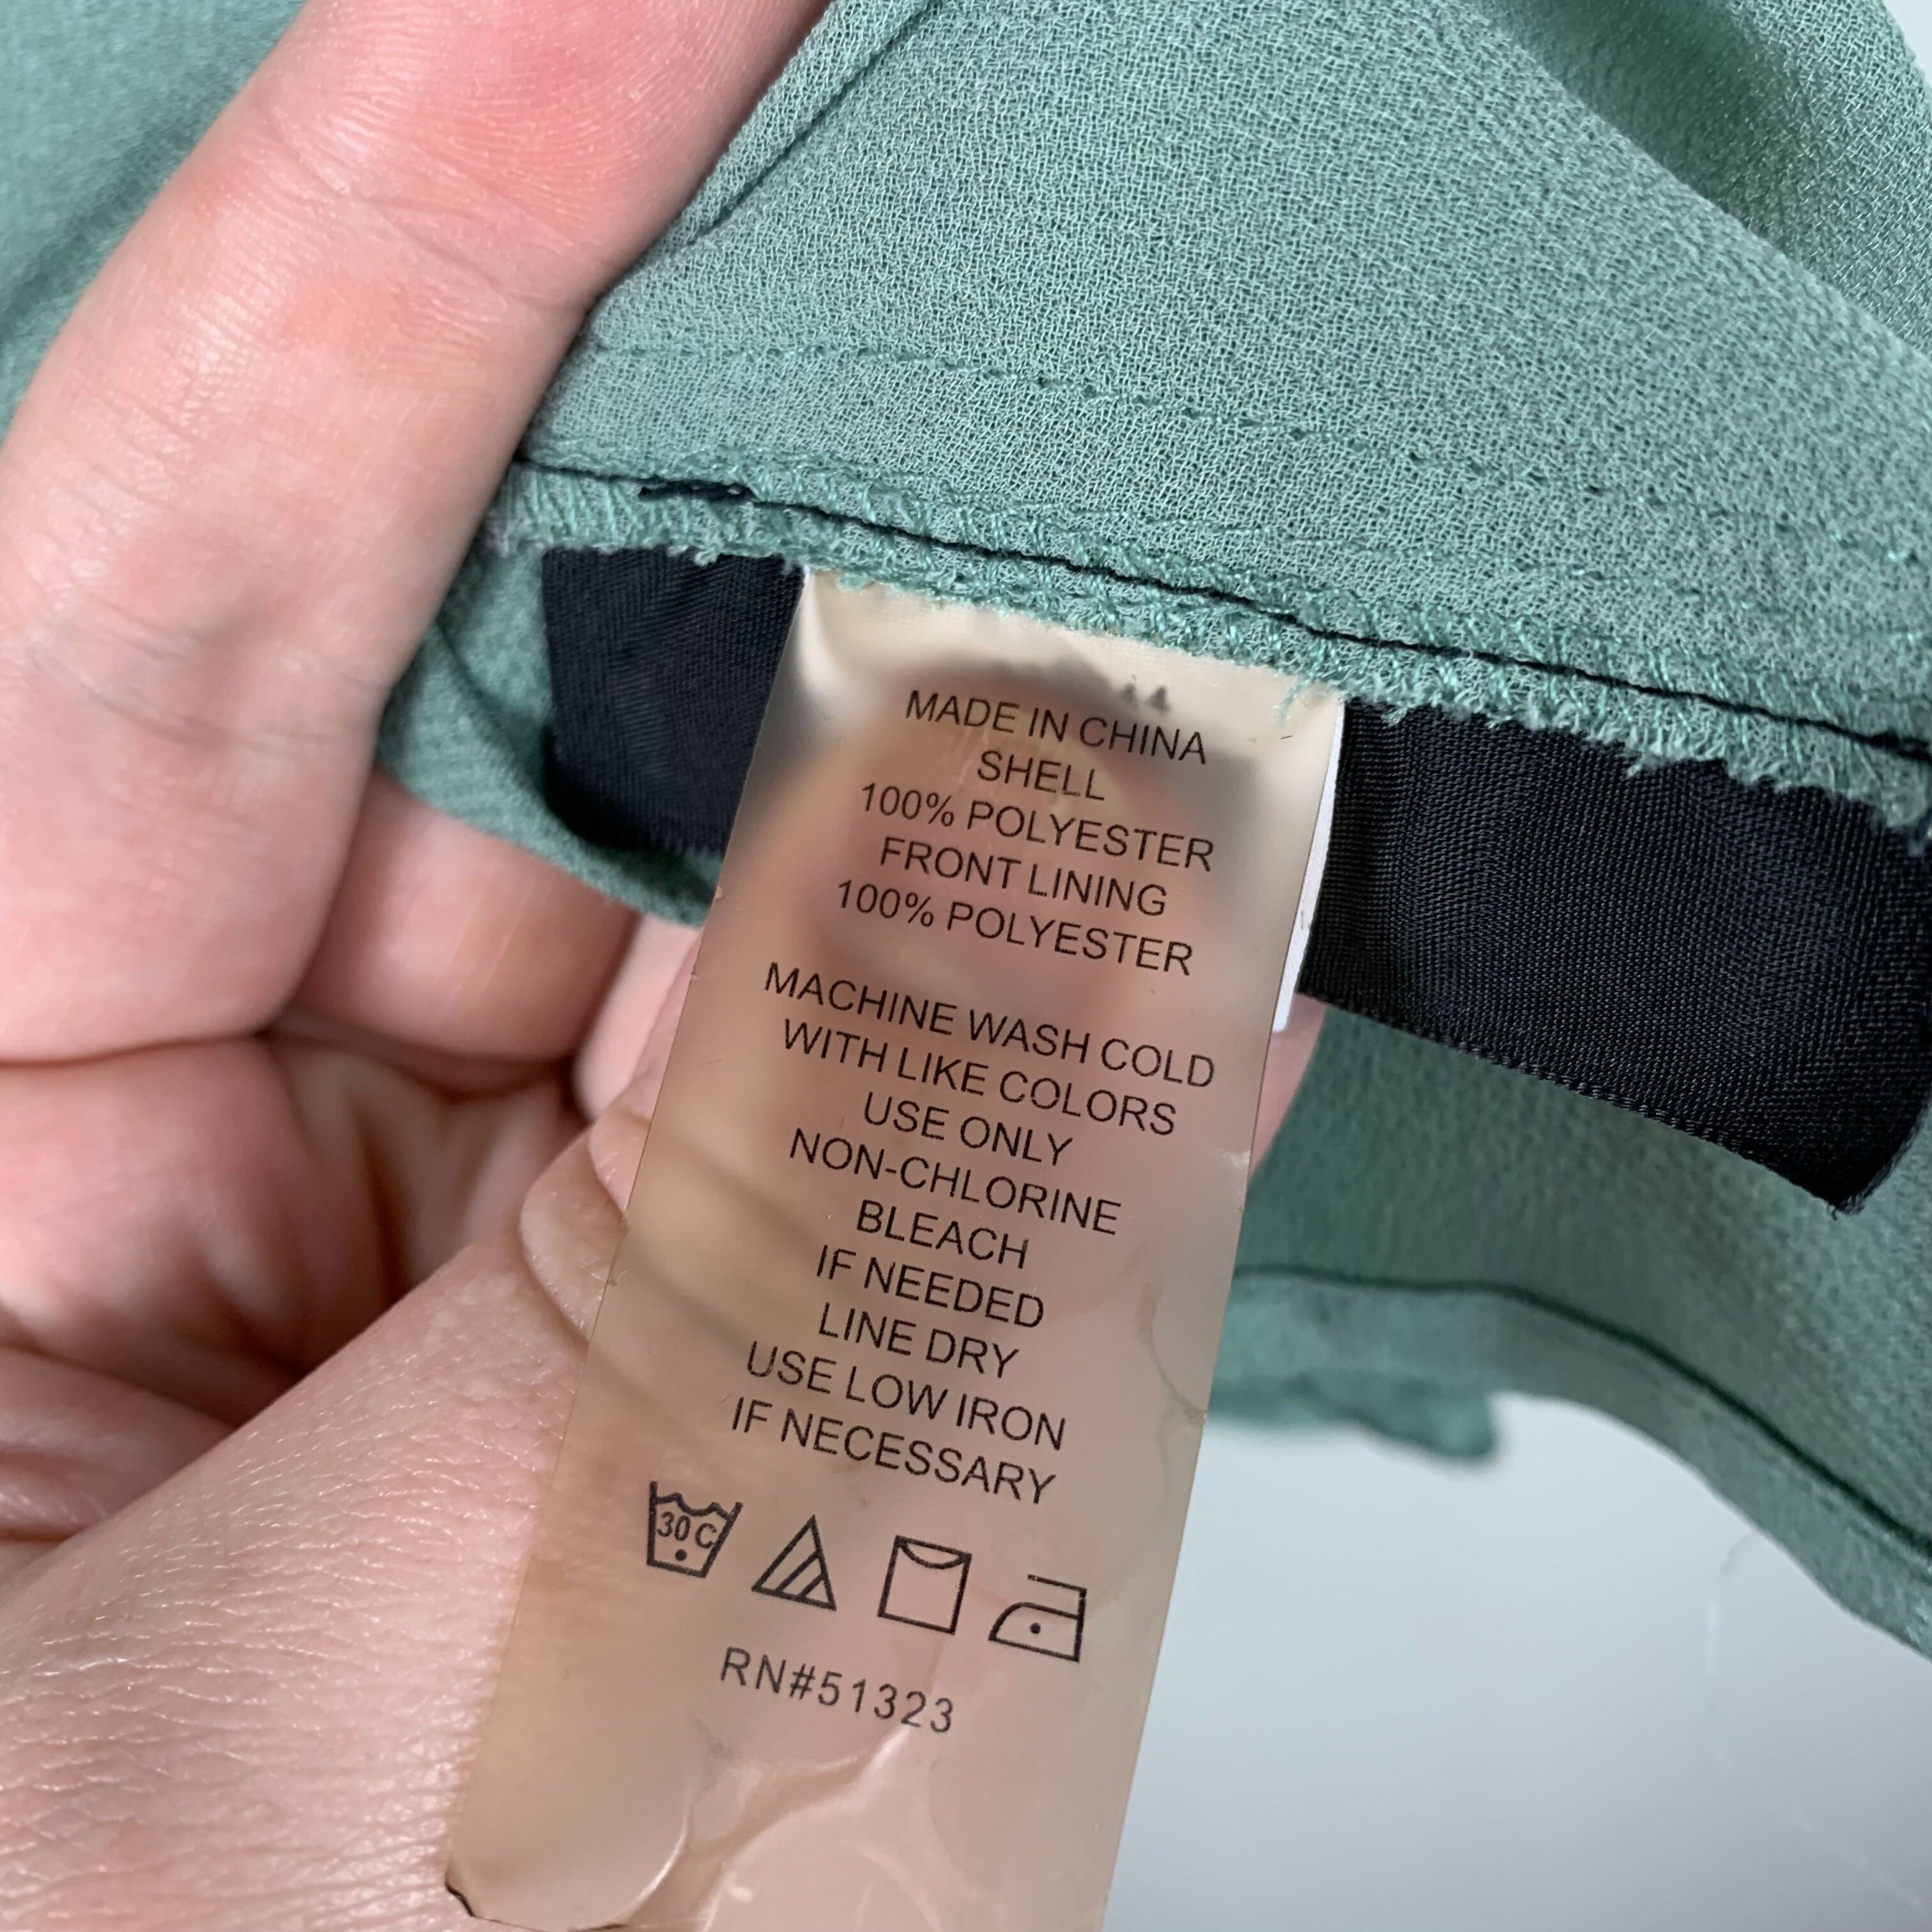 MADE IN CHINA
SHELL
100% POLYESTER
FRONT LINING
100% POLYESTER
MACHINE WASH COLD
WITH LIKE COLORS
USE ONLY
NON-CHLORINE
BLEACH
IF NEEDED
LINE DRY
USE LOW IRON
IF NECESSARY
30 C
RN#51323